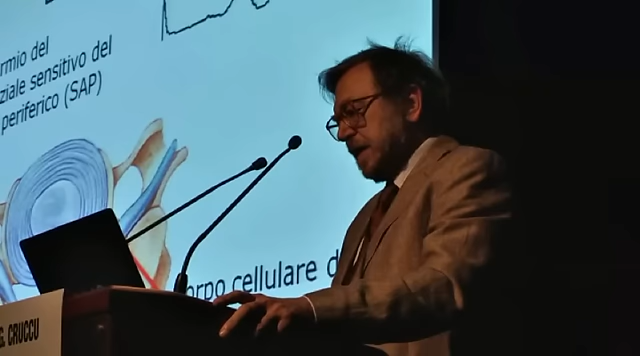 rmio del
ziale sensitivo del
periferico (SAP)
orpo cellulare d
G. CRUCCU